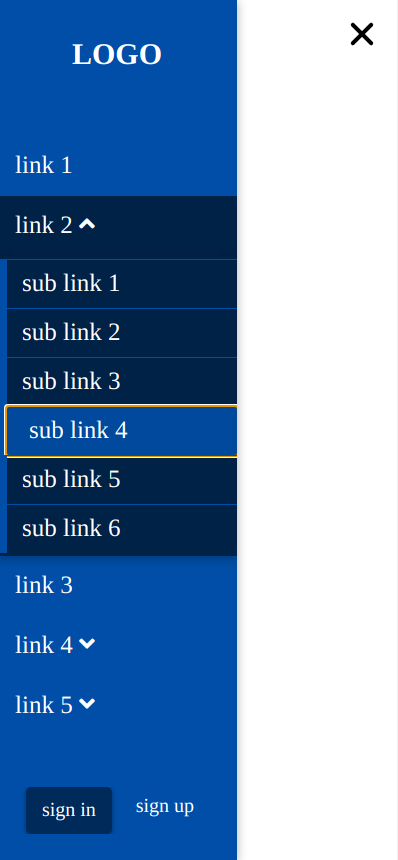 LOGO
link 1
link 2
sub link 1
sub link 2
sub link 3
sub link 4
sub link 5
sub link 6
link 3
link 4
link 5
sign in
sign up